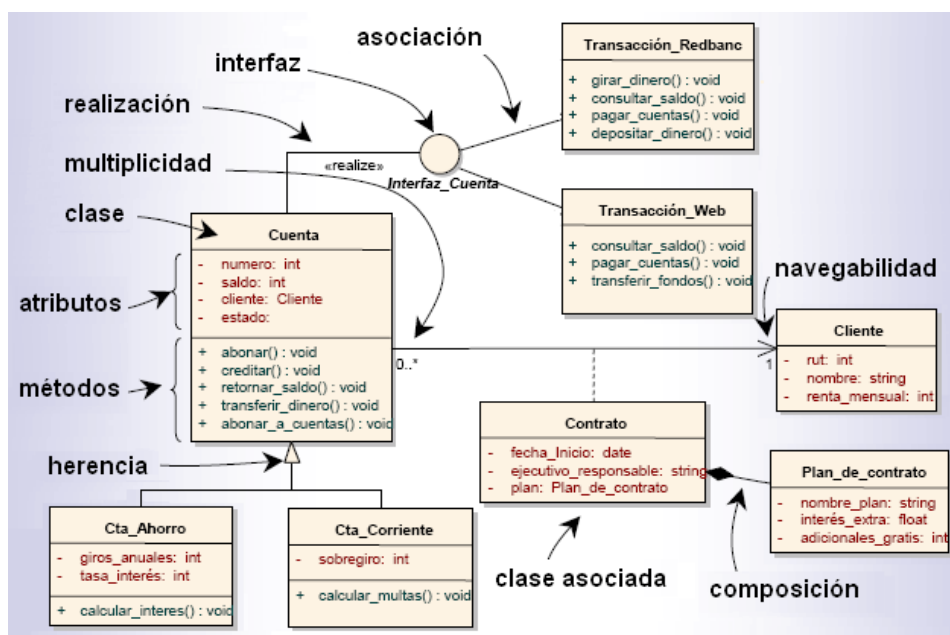 asociación
interfaz
realización
multiplicidad
clase
atributos
métodos
herencia
navegabilidad
clase asociada
composición
«realize»
Interfaz_Cuenta
Transacción_Redbanc
+ girar_dinero() : void
+ consultar_saldo() : void
+ pagar_cuentas() : void
+ depositar_dinero() : void
Transacción_Web
+ consultar_saldo() : void
+ pagar_cuentas() : void
+ transferir_fondos() : void
Cuenta
- numero: int
- saldo: int
- cliente: Cliente
- estado:
+ abonar() : void
+ creditar() : void
+ retornar_saldo() : void
+ transferir_dinero() : void
+ abonar_a_cuentas() : void
0..*
1
Cliente
- rut: int
- nombre: string
- renta_mensual: int
Contrato
- fecha_Inicio: date
- ejecutivo_responsable: string
- plan: Plan_de_contrato
Plan_de_contrato
- nombre_plan: string
- interés_extra: float
- adicionales_gratis: int
Cta_Ahorro
- giros_anuales: int
- tasa_interés: int
+ calcular_interes() : void
Cta_Corriente
- sobregiro: int
+ calcular_multas() : void